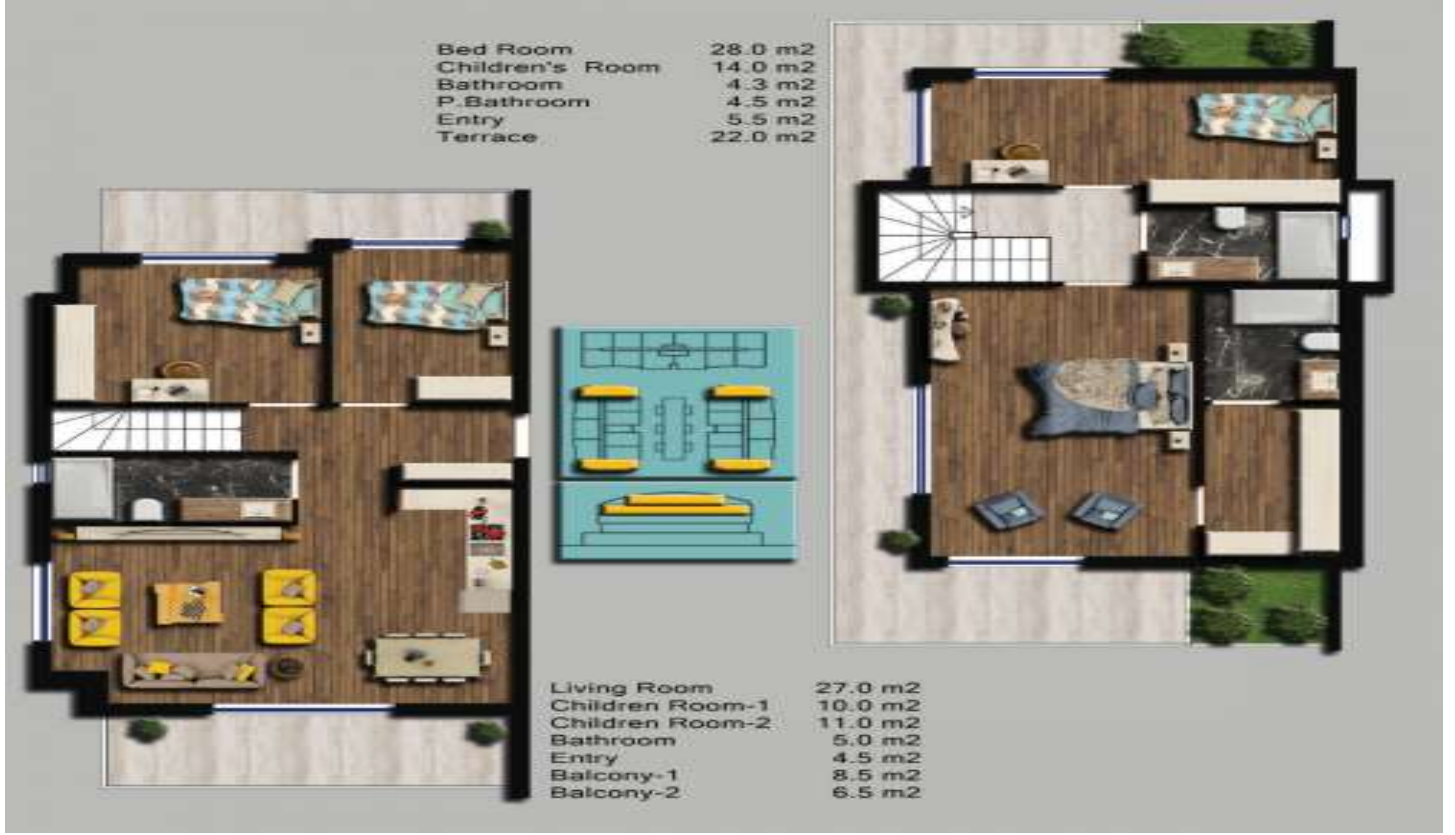 Bed Room 28.0 m2
Children's Room 14.0 m2
Bathroom 4.3 m2
P.Bathroom 4.5 m2
Entry 5.5 m2
Terrace 22.0 m2
Living Room 27.0 m2
Children Room-1 10.0 m2
Children Room-2 11.0 m2
Bathroom 5.0 m2
Entry 4.5 m2
Balcony-1 8.5 m2
Balcony-2 6.5 m2